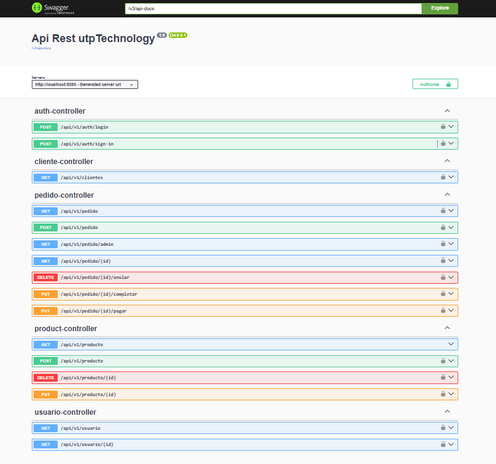 Swagger
/v3/api-docs
Explore
Api Rest utpTechnology 1.0 OAS 3.1
/v3/api-docs
Servers
http://localhost:8080 - Generated server url
Authorize
auth-controller
POST /api/v1/auth/login
POST /api/v1/auth/sign-in
cliente-controller
GET /api/v1/clientes
pedido-controller
GET /api/v1/pedido
POST /api/v1/pedido
GET /api/v1/pedido/admin
GET /api/v1/pedido/{id}
DELETE /api/v1/pedido/{id}/anular
PUT /api/v1/pedido/{id}/completar
PUT /api/v1/pedido/{id}/pagar
product-controller
GET /api/v1/producto
POST /api/v1/producto
DELETE /api/v1/producto/{id}
PUT /api/v1/producto/{id}
usuario-controller
GET /api/v1/usuario
GET /api/v1/usuario/{id}